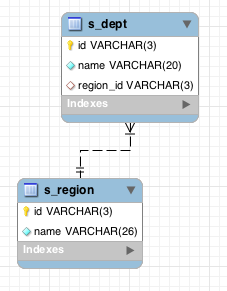 s_dept
id VARCHAR(3)
name VARCHAR(20)
region_id VARCHAR(3)
Indexes
s_region
id VARCHAR(3)
name VARCHAR(26)
Indexes